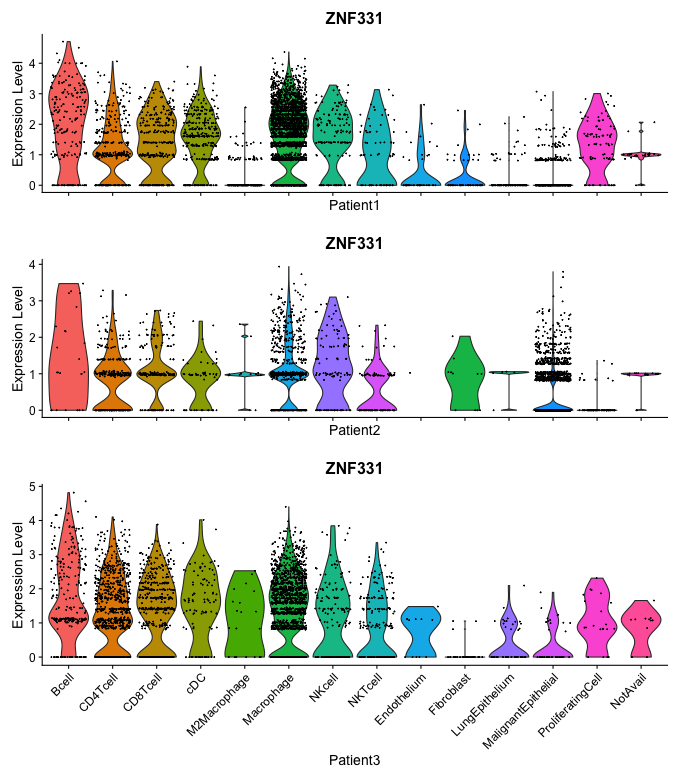 ZNF331
Expression Level
4
3
2
1
0
Patient1
ZNF331
Expression Level
4
3
2
1
0
Patient2
ZNF331
Expression Level
5
4
3
2
1
0
Bcell
CD4Tcell
CD8Tcell
cDC
M2Macrophage
Macrophage
NKcell
NKTcell
Endothelium
Fibroblast
LungEpithelium
MalignantEpithelial
ProliferatingCell
NotAvail
Patient3